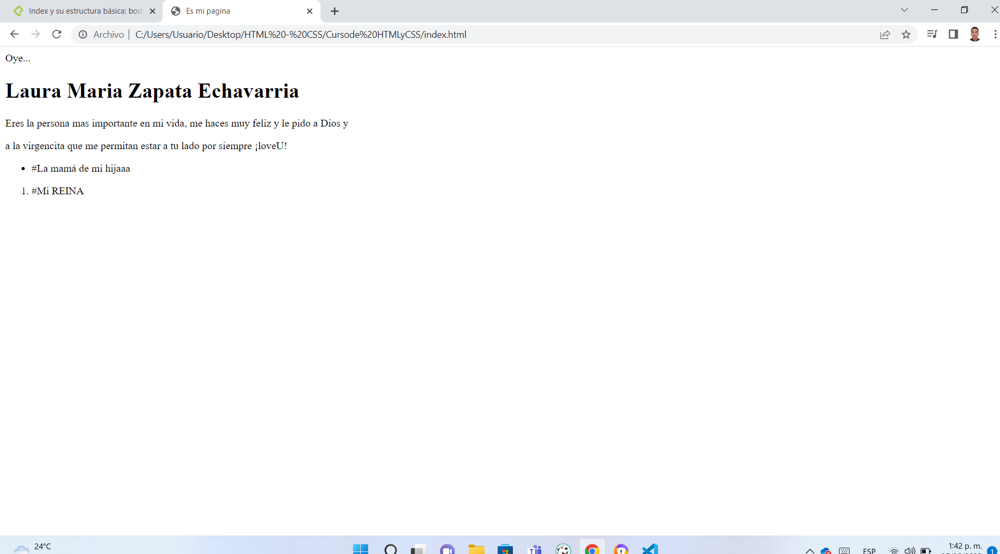 Index y su estructura básica: bod
Es mi pagina
Archivo
C:/Users/Usuario/Desktop/HTML%20-%20CSS/Cursode%20HTMLyCSS/index.html
Oye...
Laura Maria Zapata Echavarria
Eres la persona mas importante en mi vida, me haces muy feliz y le pido a Dios y
a la virgencita que me permitan estar a tu lado por siempre ¡loveU!
• #La mamá de mi hijaaa
1. #Mi REINA
24°C
ESP
1:42 p. m.
1